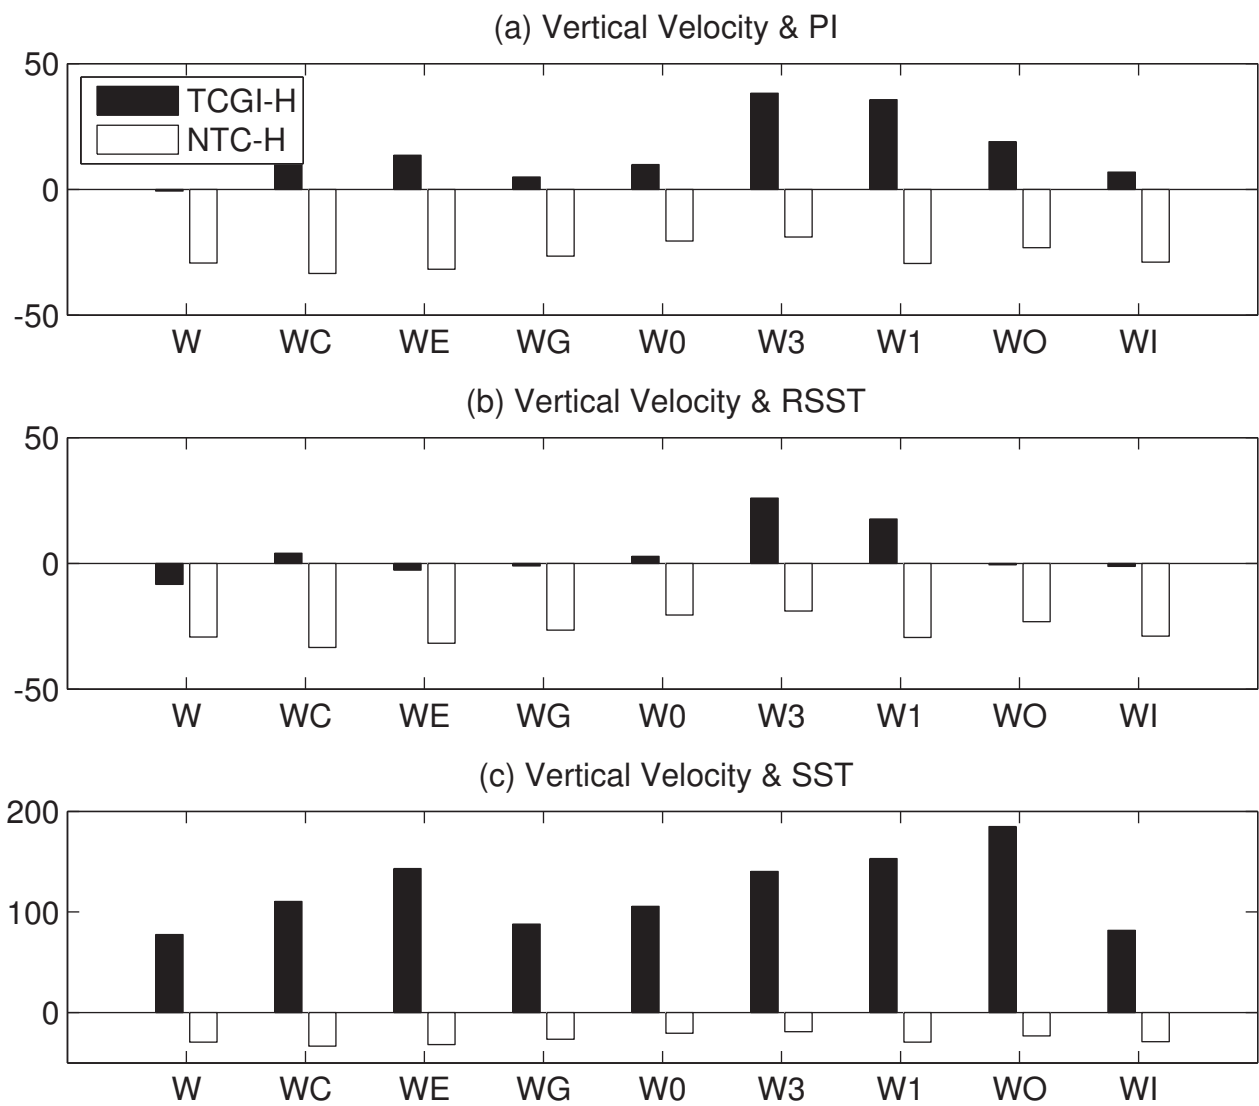 (a) Vertical Velocity & PI
50
TCGI-H
NTC-H
0
-50
W WC WE WG W0 W3 W1 WO WI
(b) Vertical Velocity & RSST
50
0
-50
W WC WE WG W0 W3 W1 WO WI
(c) Vertical Velocity & SST
200
100
0
W WC WE WG W0 W3 W1 WO WI